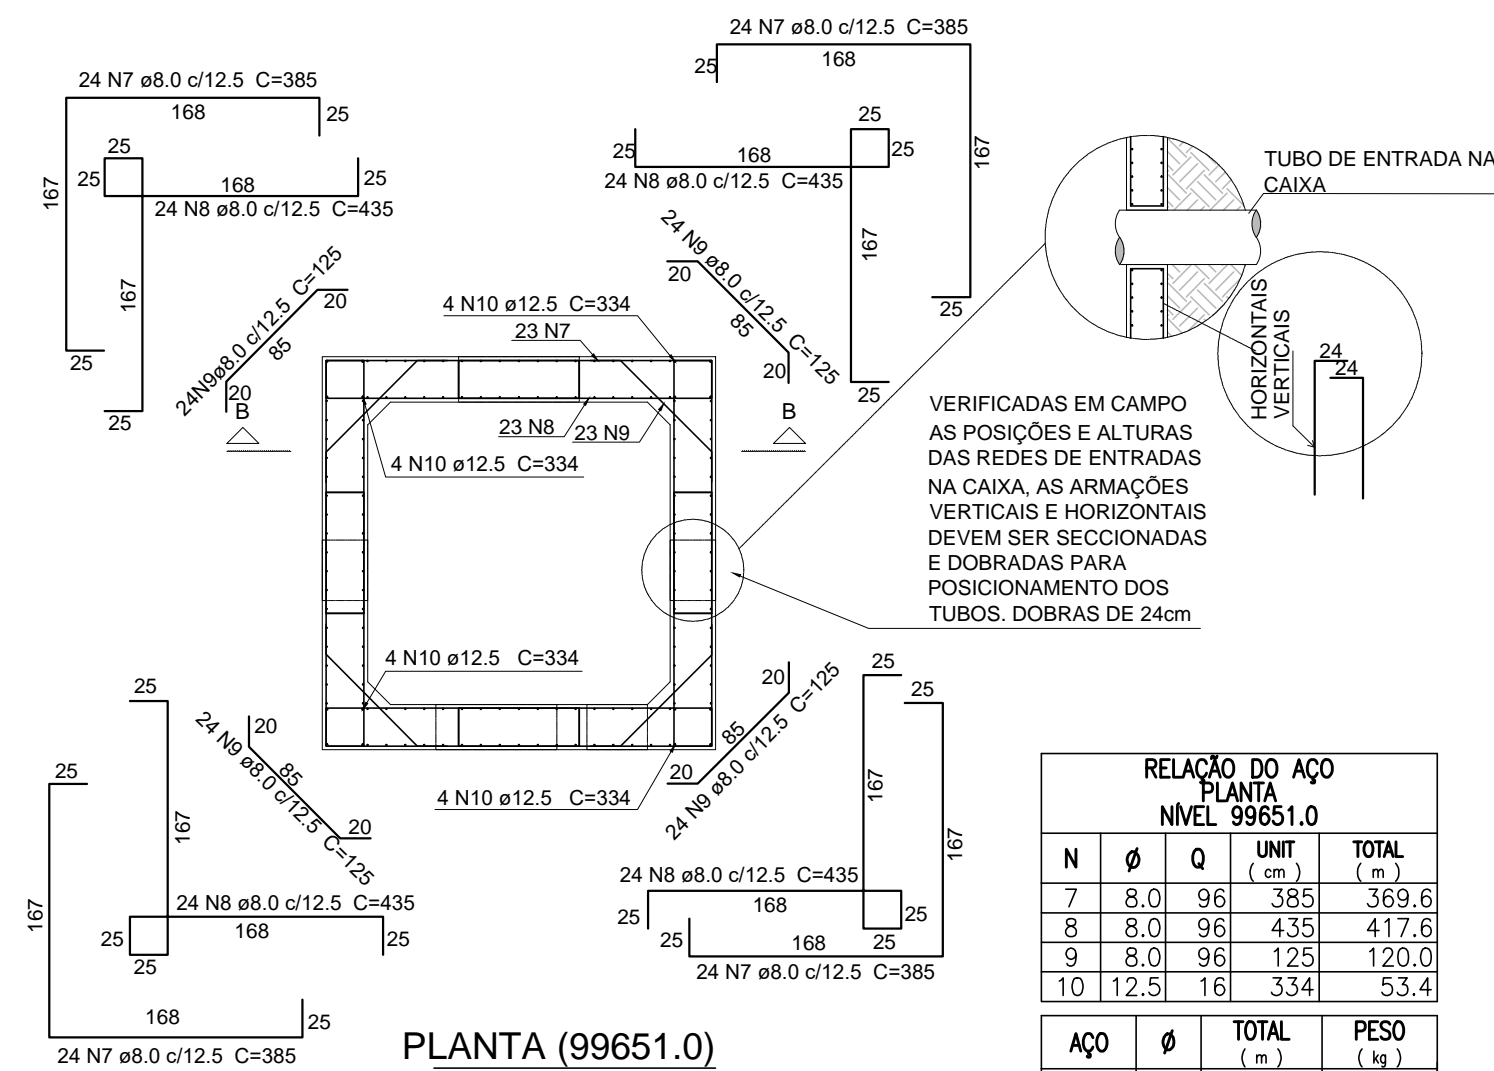 24 N7 ø8.0 c/12.5 C=385
168
25
167
25
25
25
168
25
24 N8 ø8.0 c/12.5 C=435
167
25
24N9ø8.0 c/12.5 C=125
20
85
20
B
24 N7 ø8.0 c/12.5 C=385
168
25
167
25
25
25
25
168
24 N8 ø8.0 c/12.5 C=435
167
25
24 N9 ø8.0 c/12.5 C=125
20
85
20
B
TUBO DE ENTRADA NA
CAIXA
HORIZONTAIS
VERTICAIS
24
24
4 N10 ø12.5 C=334
23 N7
23 N8
23 N9
4 N10 ø12.5 C=334
4 N10 ø12.5 C=334
4 N10 ø12.5 C=334
VERIFICADAS EM CAMPO
AS POSIÇÕES E ALTURAS
DAS REDES DE ENTRADAS
NA CAIXA, AS ARMAÇÕES
VERTICAIS E HORIZONTAIS
DEVEM SER SECCIONADAS
E DOBRADAS PARA
POSICIONAMENTO DOS
TUBOS. DOBRAS DE 24cm
25
25
167
167
20
85
20
24 N9 ø8.0 c/12.5 C=125
24 N8 ø8.0 c/12.5 C=435
168
25
25
25
168
25
24 N7 ø8.0 c/12.5 C=385
20
85
20
24 N9 ø8.0 c/12.5 C=125
25
25
167
167
24 N8 ø8.0 c/12.5 C=435
168
25
25
25
168
25
24 N7 ø8.0 c/12.5 C=385
PLANTA (99651.0)
RELAÇÃO DO AÇO
PLANTA
NÍVEL 99651.0
N Ø Q UNIT ( cm ) TOTAL ( m )
7 8.0 96 385 369.6
8 8.0 96 435 417.6
9 8.0 96 125 120.0
10 12.5 16 334 53.4
AÇO Ø TOTAL ( m ) PESO ( kg )